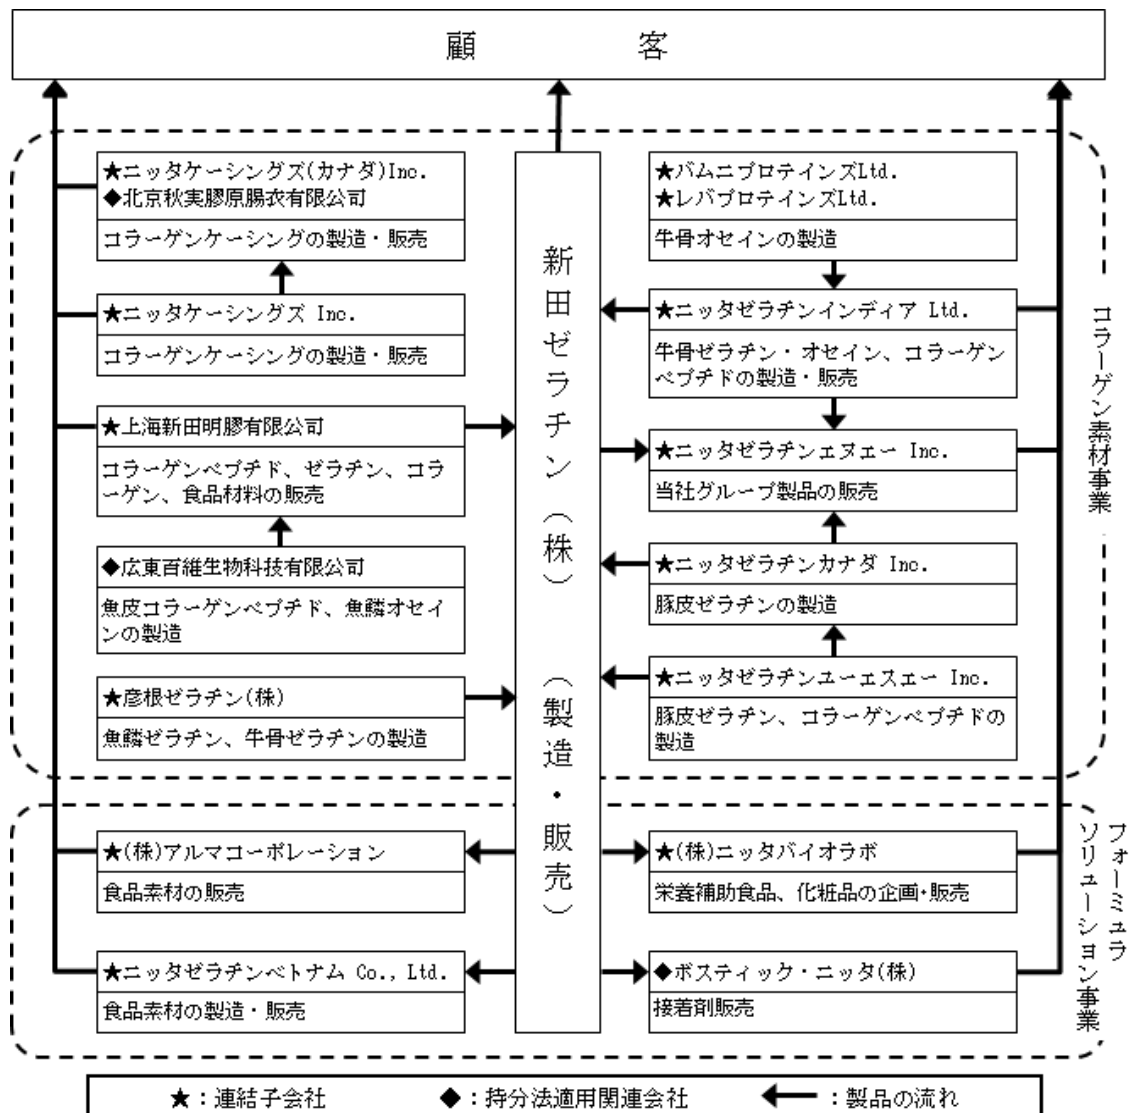 顧 客
★ニッタケーシングズ(カナダ)Inc.
◆北京秋実膠原腸衣有限公司
コラーゲンケーシングの製造・販売
★ニッタケーシングズ Inc.
コラーゲンケーシングの製造・販売
★上海新田明膠有限公司
コラーゲンペプチド、ゼラチン、コラ
ーゲン、食品材料の販売
◆広東百維生物科技有限公司
魚皮コラーゲンペプチド、魚鱗オセイ
ンの製造
★彦根ゼラチン(株)
魚鱗ゼラチン、牛骨ゼラチンの製造
新田ゼラチン(株) (製造・販売)
★バムニプロテインズLtd.
★レバプロテインズLtd.
牛骨オセインの製造
★ニッタゼラチンインディア Ltd.
牛骨ゼラチン・オセイン、コラーゲン
ペプチドの製造・販売
★ニッタゼラチンエヌエー Inc.
当社グループ製品の販売
★ニッタゼラチンカナダ Inc.
豚皮ゼラチンの製造
★ニッタゼラチンユーエスエー Inc.
豚皮ゼラチン、コラーゲンペプチドの
製造
コラーゲン素材事業
★(株)アルマコーポレーション
食品素材の販売
★ニッタゼラチンベトナム Co., Ltd.
食品素材の製造・販売
★(株)ニッタバイオラボ
栄養補助食品、化粧品の企画・販売
◆ボスティック・ニッタ(株)
接着剤販売
フォーミュラ
ソリューション事業
★：連結子会社 ◆：持分法適用関連会社 ←：製品の流れ